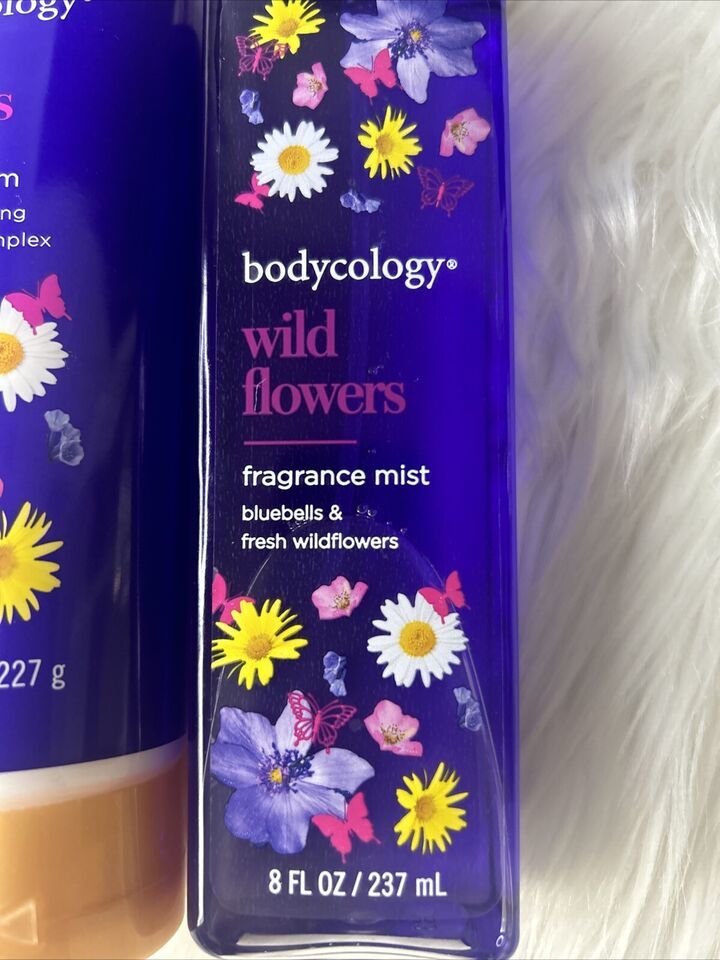 ology®
s
m
ng
mplex
227 g
bodycology®
wild
flowers
fragrance mist
bluebells &
fresh wildflowers
8 FL OZ / 237 mL